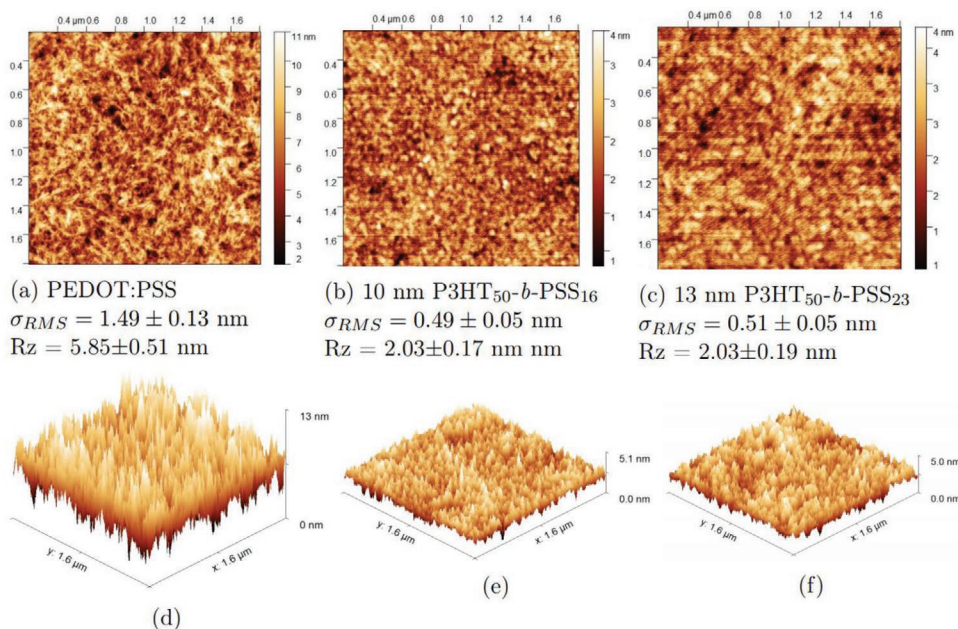 0.4 µm 0.6 0.8 1.0 1.2 1.4 1.6
0.4
0.6
0.8
1.0
1.2
1.4
1.6
11 nm
10
9
8
7
6
5
4
3
2
0.4 µm 0.6 0.8 1.0 1.2 1.4 1.6
0.4
0.6
0.8
1.0
1.2
1.4
1.6
4 nm
3
3
2
2
1
1
0.4 µm 0.6 0.8 1.0 1.2 1.4 1.6
0.4
0.6
0.8
1.0
1.2
1.4
1.6
4 nm
3
3
2
2
1
1
(a) PEDOT:PSS
σRMS = 1.49 ± 0.13 nm
Rz = 5.85±0.51 nm
(b) 10 nm P3HT50-b-PSS16
σRMS = 0.49 ± 0.05 nm
Rz = 2.03±0.17 nm nm
(c) 13 nm P3HT50-b-PSS23
σRMS = 0.51 ± 0.05 nm
Rz = 2.03±0.19 nm
13 nm
0 nm
y: 1.6 µm
x: 1.6 µm
(d)
5.1 nm
0.0 nm
y: 1.6 µm
x: 1.6 µm
(e)
5.0 nm
0.0 nm
y: 1.6 µm
x: 1.6 µm
(f)